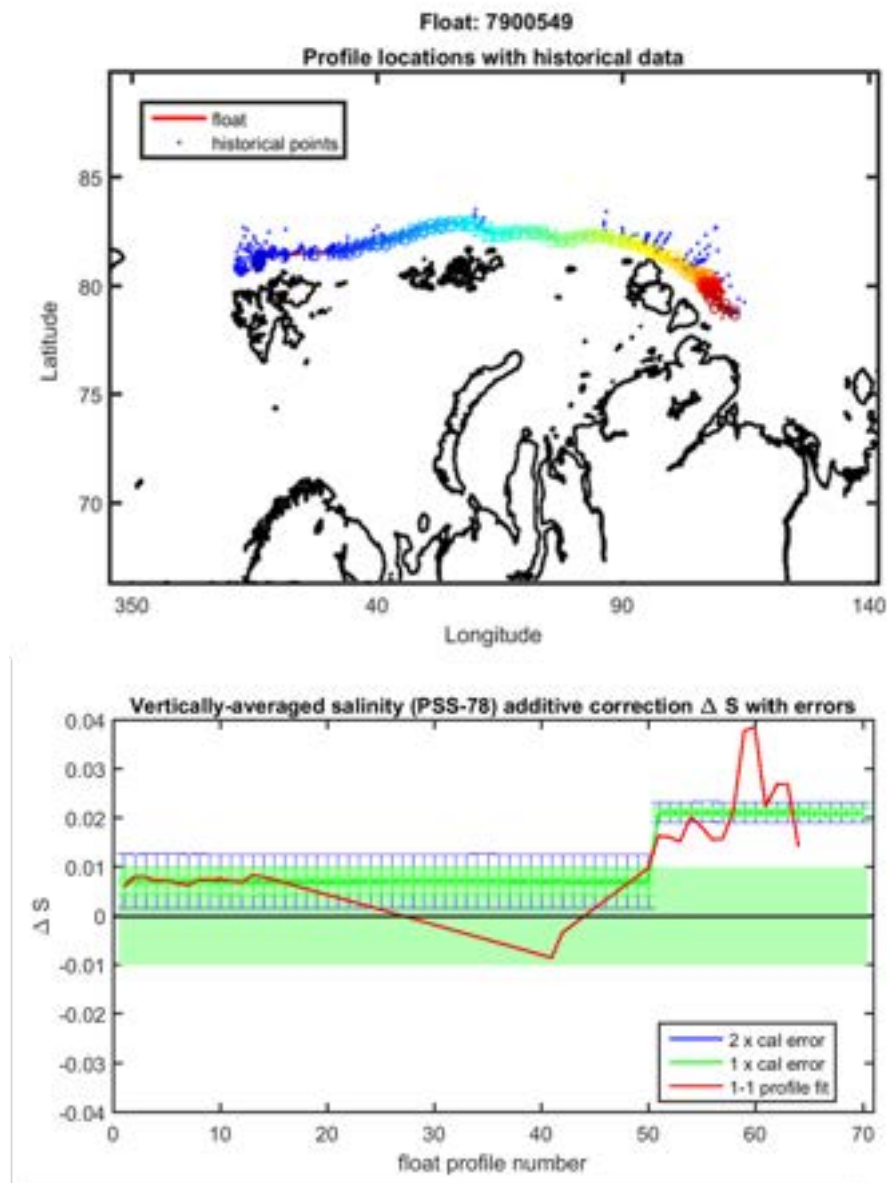 Float: 7900549
Profile locations with historical data
float
historical points
85
80
75
70
Latitude
350
40
90
140
Longitude
Vertically-averaged salinity (PSS-78) additive correction Δ S with errors
0.04
0.03
0.02
0.01
0
-0.01
-0.02
-0.03
-0.04
Δ S
2 x cal error
1 x cal error
1-1 profile fit
0
10
20
30
40
50
60
70
float profile number